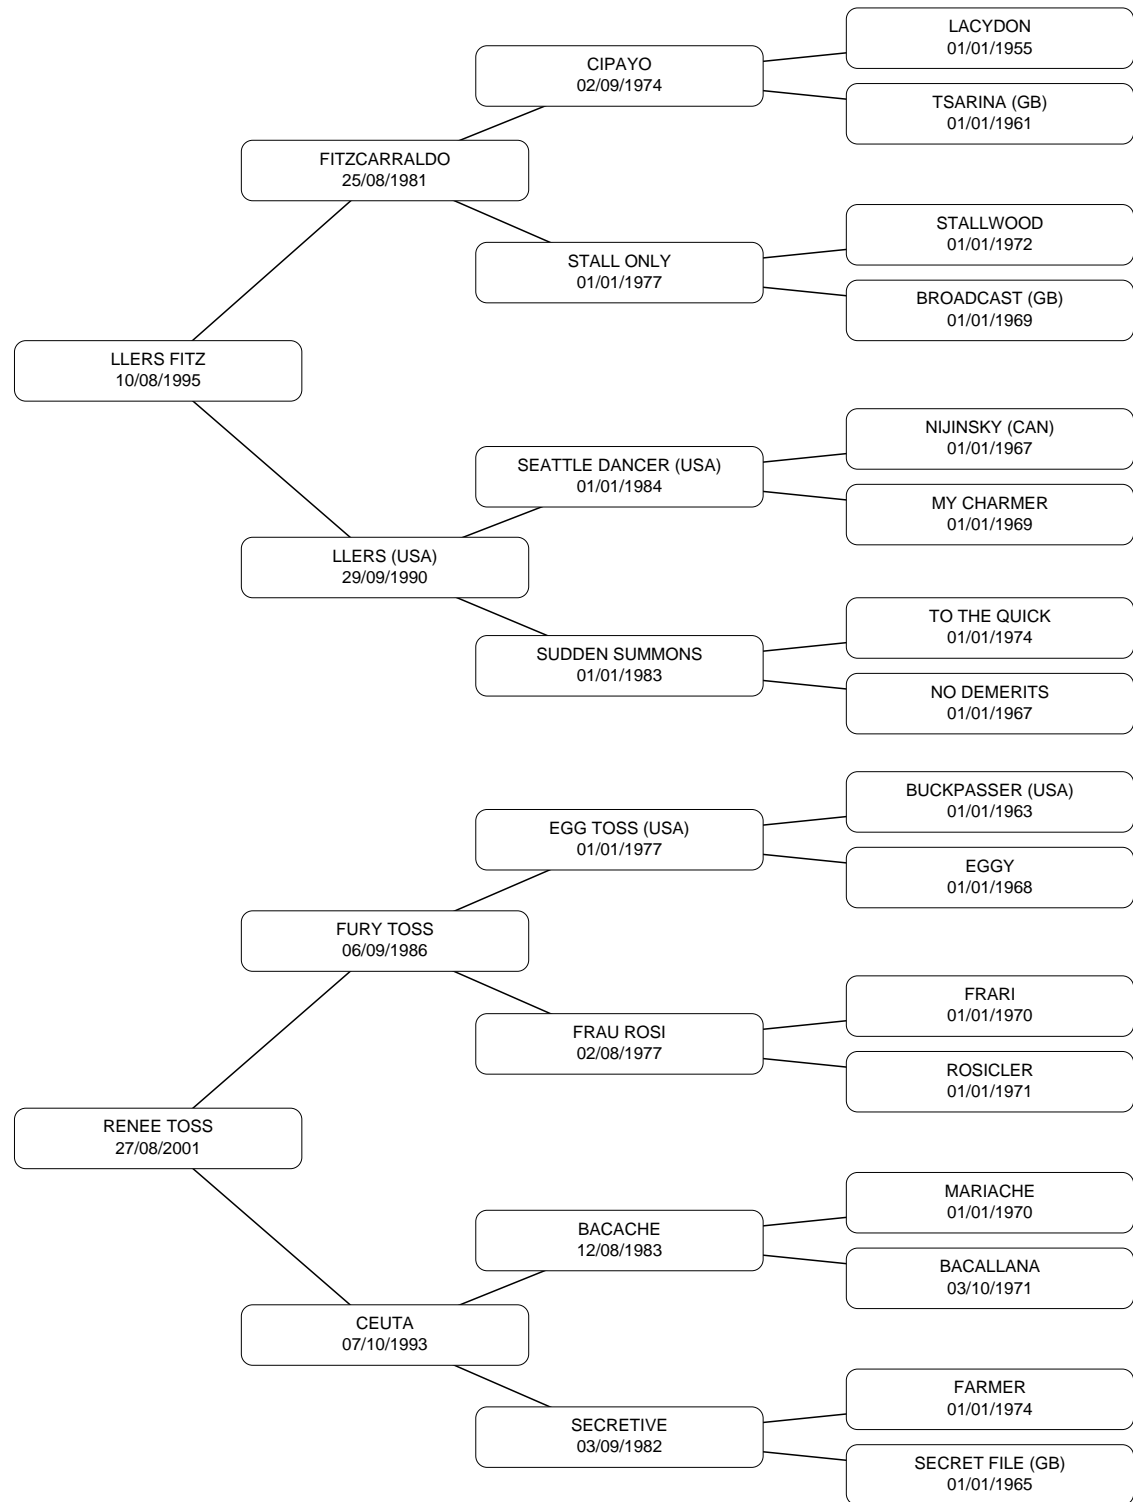 LACYDON
01/01/1955
CIPAYO
02/09/1974
TSARINA (GB)
01/01/1961
FITZCARRALDO
25/08/1981
STALLWOOD
01/01/1972
STALL ONLY
01/01/1977
BROADCAST (GB)
01/01/1969
LLERS FITZ
10/08/1995
NIJINSKY (CAN)
01/01/1967
SEATTLE DANCER (USA)
01/01/1984
MY CHARMER
01/01/1969
LLERS (USA)
29/09/1990
TO THE QUICK
01/01/1974
SUDDEN SUMMONS
01/01/1983
NO DEMERITS
01/01/1967
BUCKPASSER (USA)
01/01/1963
EGG TOSS (USA)
01/01/1977
EGGY
01/01/1968
FURY TOSS
06/09/1986
FRARI
01/01/1970
FRAU ROSI
02/08/1977
ROSICLER
01/01/1971
RENEE TOSS
27/08/2001
MARIACHE
01/01/1970
BACACHE
12/08/1983
BACALLANA
03/10/1971
CEUTA
07/10/1993
FARMER
01/01/1974
SECRETIVE
03/09/1982
SECRET FILE (GB)
01/01/1965